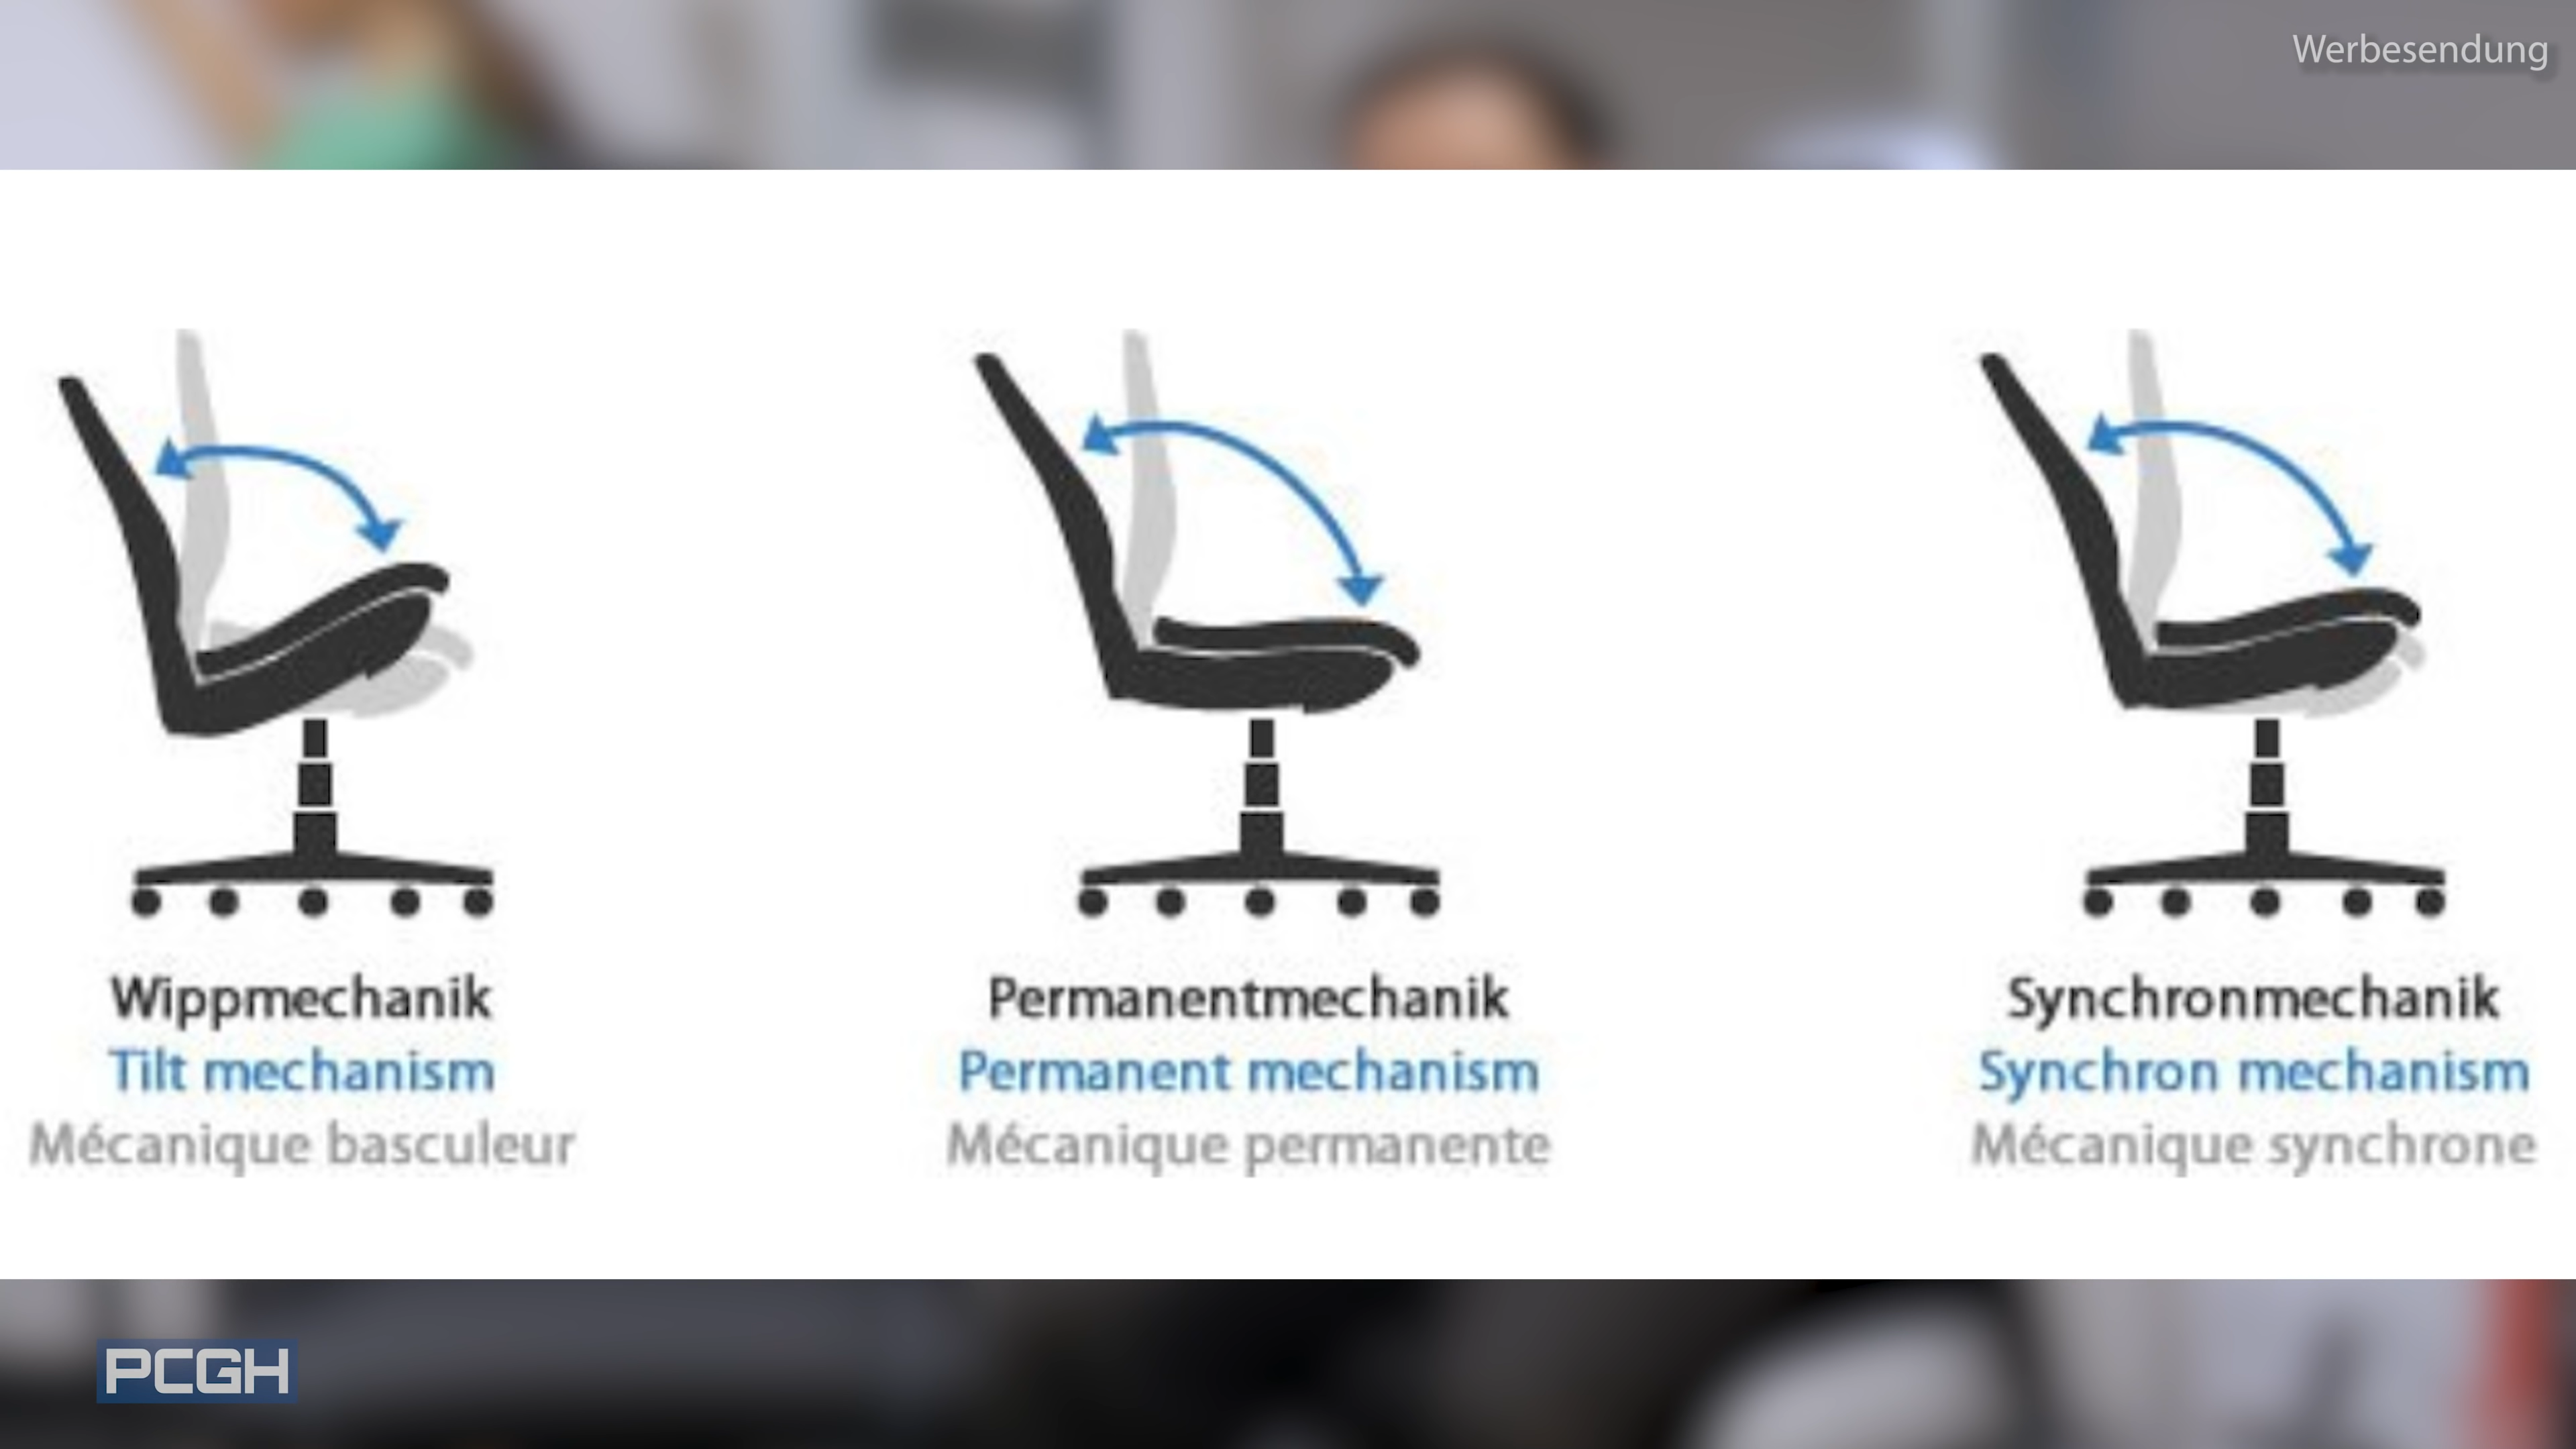 Werbesendung
Wippmechanik
Tilt mechanism
Mécanique basculeur
Permanentmechanik
Permanent mechanism
Mécanique permanente
Synchronmechanik
Synchron mechanism
Mécanique synchrone
PCGH